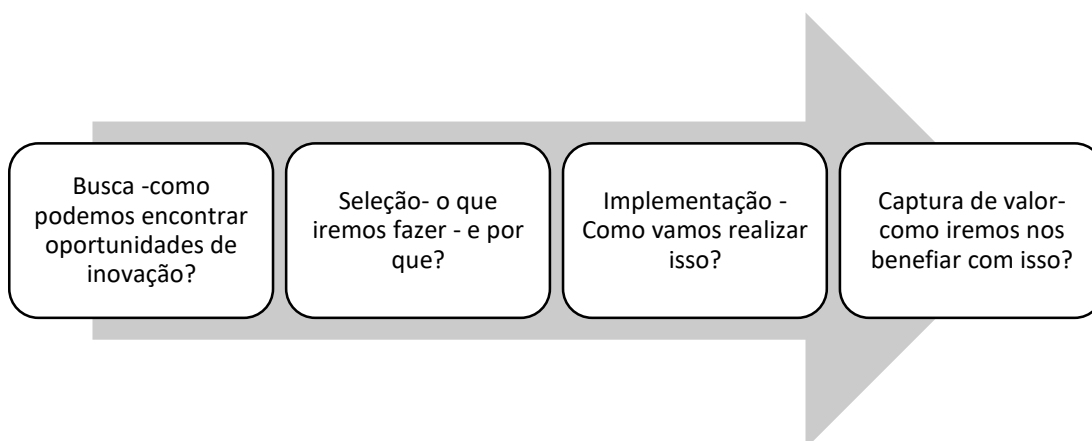 Busca -como
podemos encontrar
oportunidades de
inovação?
Seleção- o que
iremos fazer - e por
que?
Implementação -
Como vamos realizar
isso?
Captura de valor-
como iremos nos
benefiar com isso?